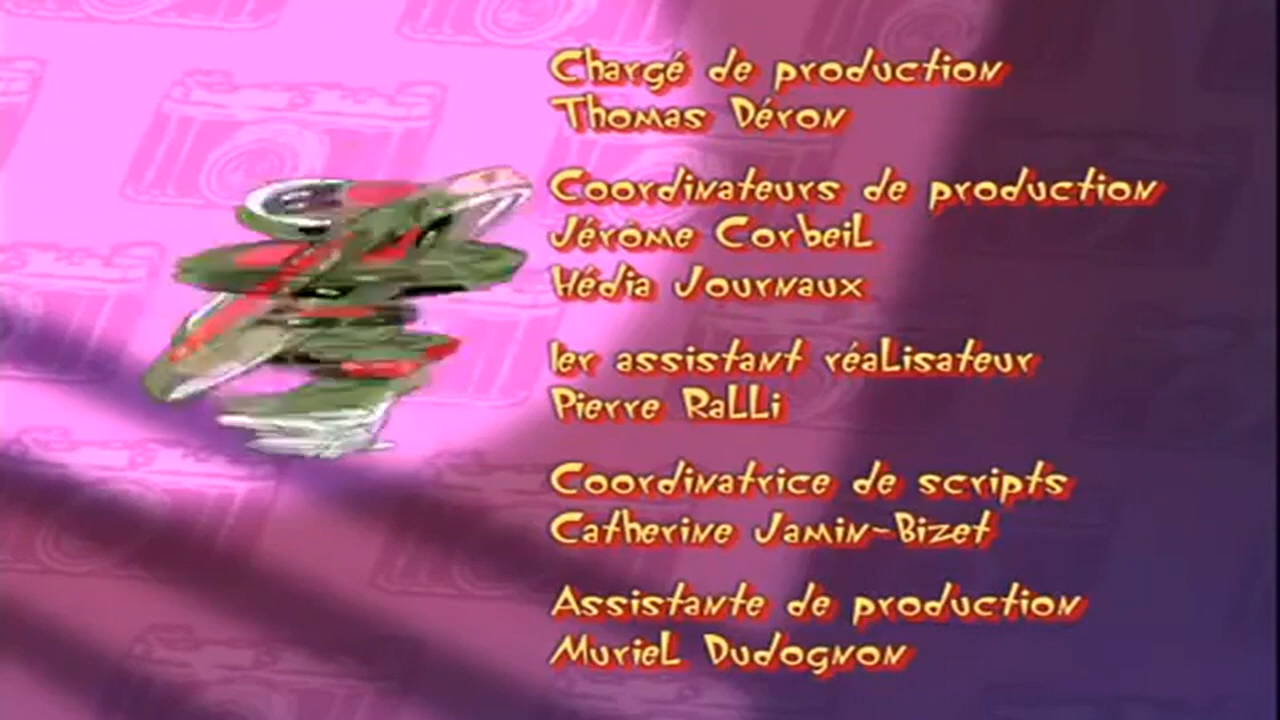 Chargé de production
Thomas Déron
Coordinateurs de production
Jérôme Corbeil
Hédia Journaux
1er assistant réalisateur
Pierre Ralli
Coordinatrice de scripts
Catherine Jamin-Bizet
Assistante de production
Muriel Dudognon